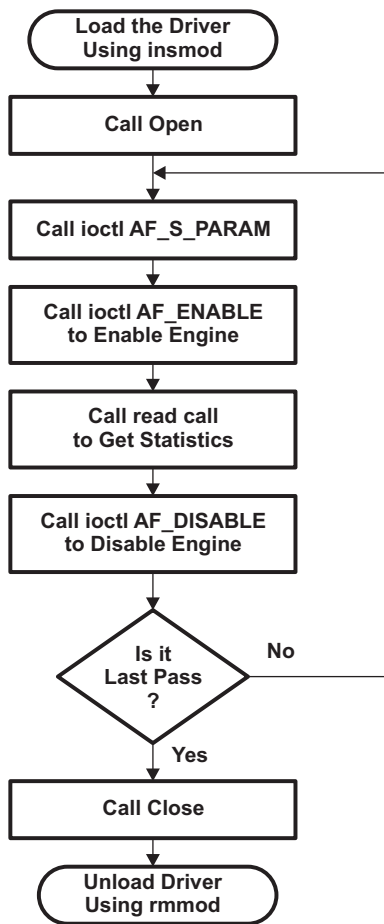 Load the Driver
Using insmod
Call Open
Call ioctl AF_S_PARAM
Call ioctl AF_ENABLE
to Enable Engine
Call read call
to Get Statistics
Call ioctl AF_DISABLE
to Disable Engine
Is it
Last Pass
?
No
Yes
Call Close
Unload Driver
Using rmmod